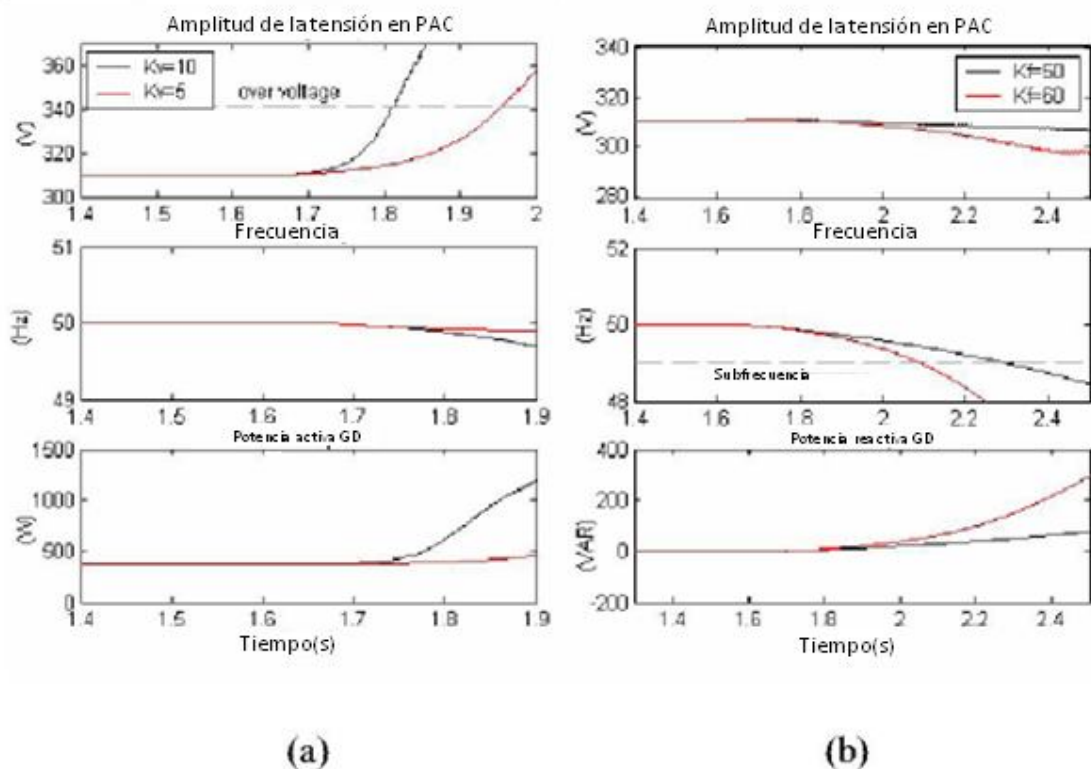 Amplitud de la tensión en PAC
360
340
320
300
(V)
Kv=10
Kv=5
over voltage
1.4 1.5 1.6 1.7 1.8 1.9 2
Frecuencia
51
50
49
(Hz)
1.4 1.5 1.6 1.7 1.8 1.9
Potencia activa GD
1500
1000
500
0
(W)
1.4 1.5 1.6 1.7 1.8 1.9
Tiempo(s)
(a)
Amplitud de la tensión en PAC
340
320
300
280
(V)
Kf=50
Kf=60
1.4 1.6 1.8 2 2.2 2.4
Frecuencia
52
50
48
(Hz)
Subfrecuencia
1.4 1.6 1.8 2 2.2 2.4
Potencia reactiva GD
400
200
0
-200
(VAR)
1.4 1.6 1.8 2 2.2 2.4
Tiempo(s)
(b)